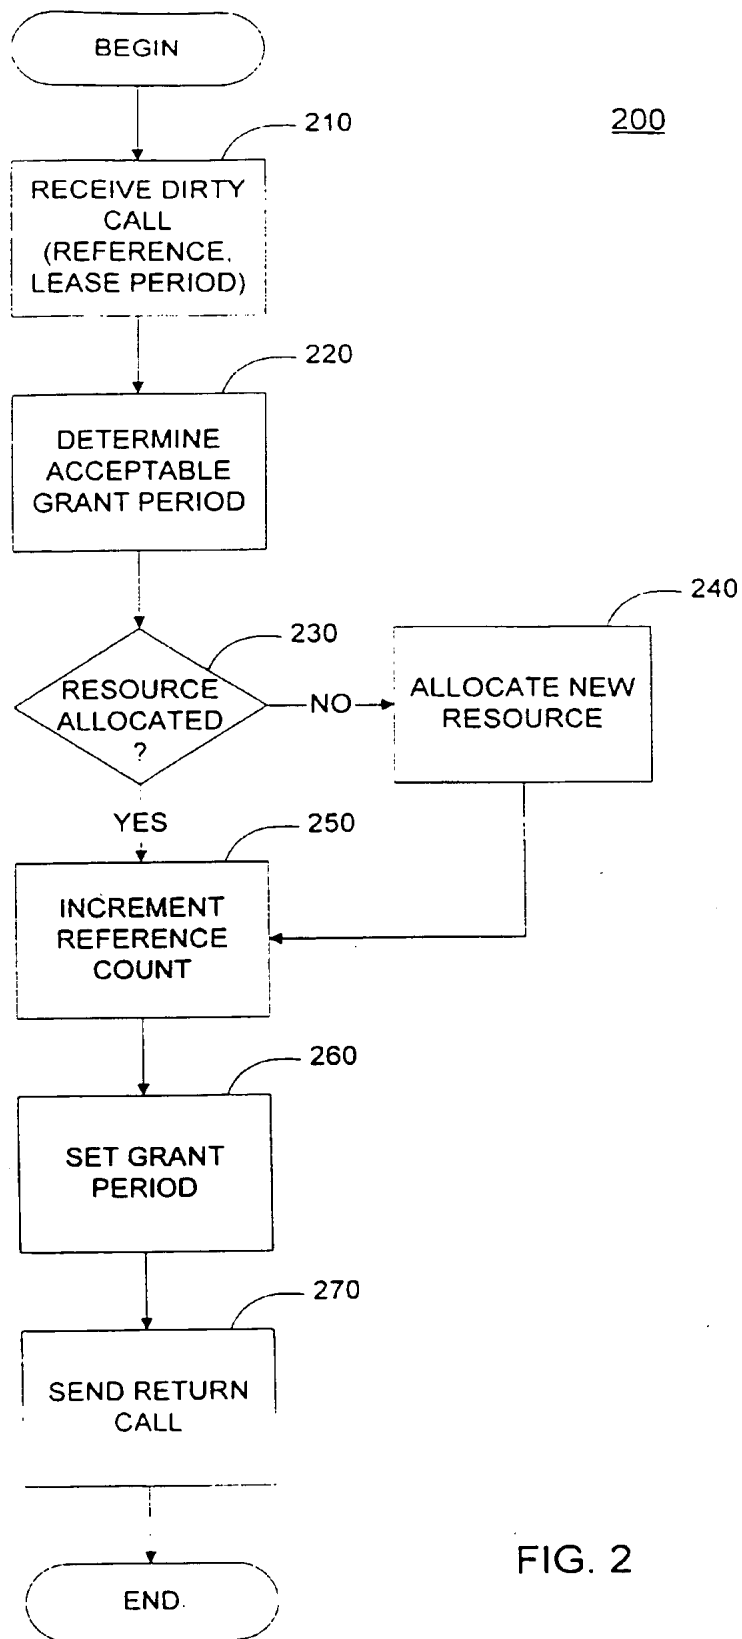 BEGIN
200
210
RECEIVE DIRTY
CALL
(REFERENCE,
LEASE PERIOD)
220
DETERMINE
ACCEPTABLE
GRANT PERIOD
230
RESOURCE
ALLOCATED
?
NO
240
ALLOCATE NEW
RESOURCE
YES
250
INCREMENT
REFERENCE
COUNT
260
SET GRANT
PERIOD
270
SEND RETURN
CALL
END
FIG. 2